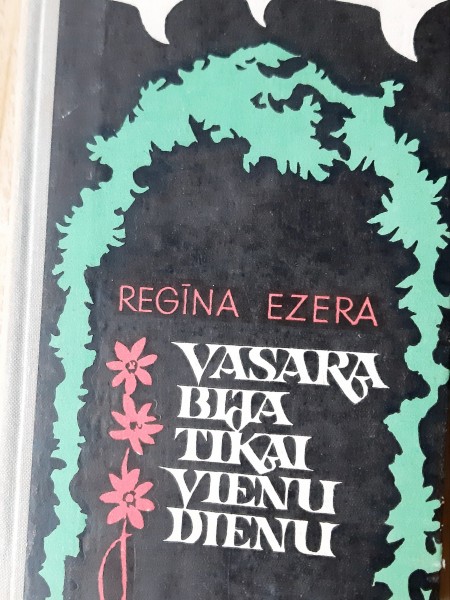 REGĪNA EZERA
VASARA
BIJA
TIKAI
VIENU
DIENU